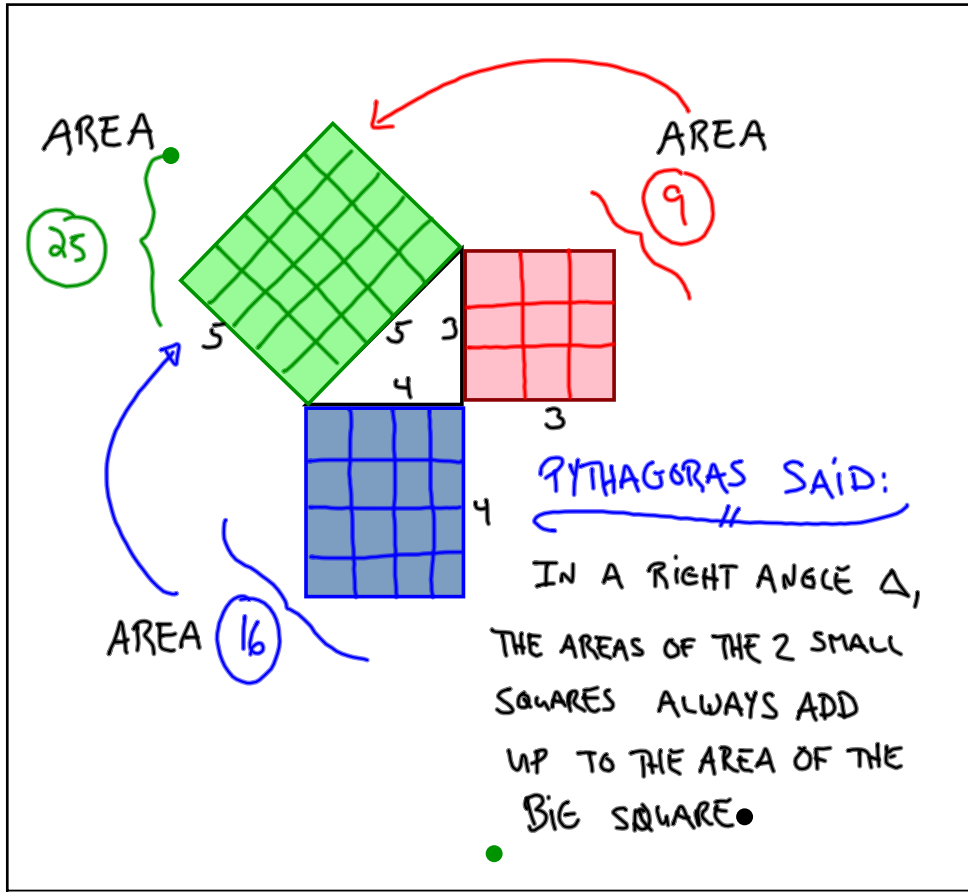 AREA
AREA
9
25
5
5
3
4
3
4
PYTHAGORAS SAID:
IN A RIGHT ANGLE Δ,
AREA 16
THE AREAS OF THE 2 SMALL
SQUARES ALWAYS ADD
UP TO THE AREA OF THE
BIG SQUARE.